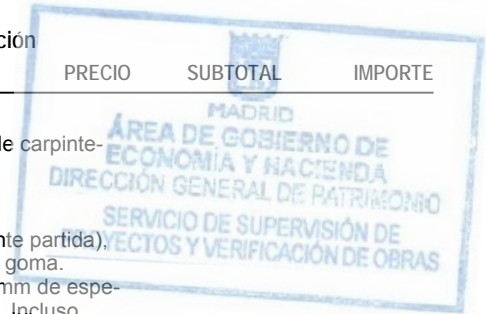 ción
PRECIO SUBTOTAL IMPORTE
MADRID
ÁREA DE GOBIERNO DE
de carpinte-
ECONOMÍA Y HACIENDA
DIRECCIÓN GENERAL DE PATRIMONIO
SERVICIO DE SUPERVISIÓN DE
nte partida),
PROYECTOS Y VERIFICACIÓN DE OBRAS
goma.
mm de espe-
Incluso